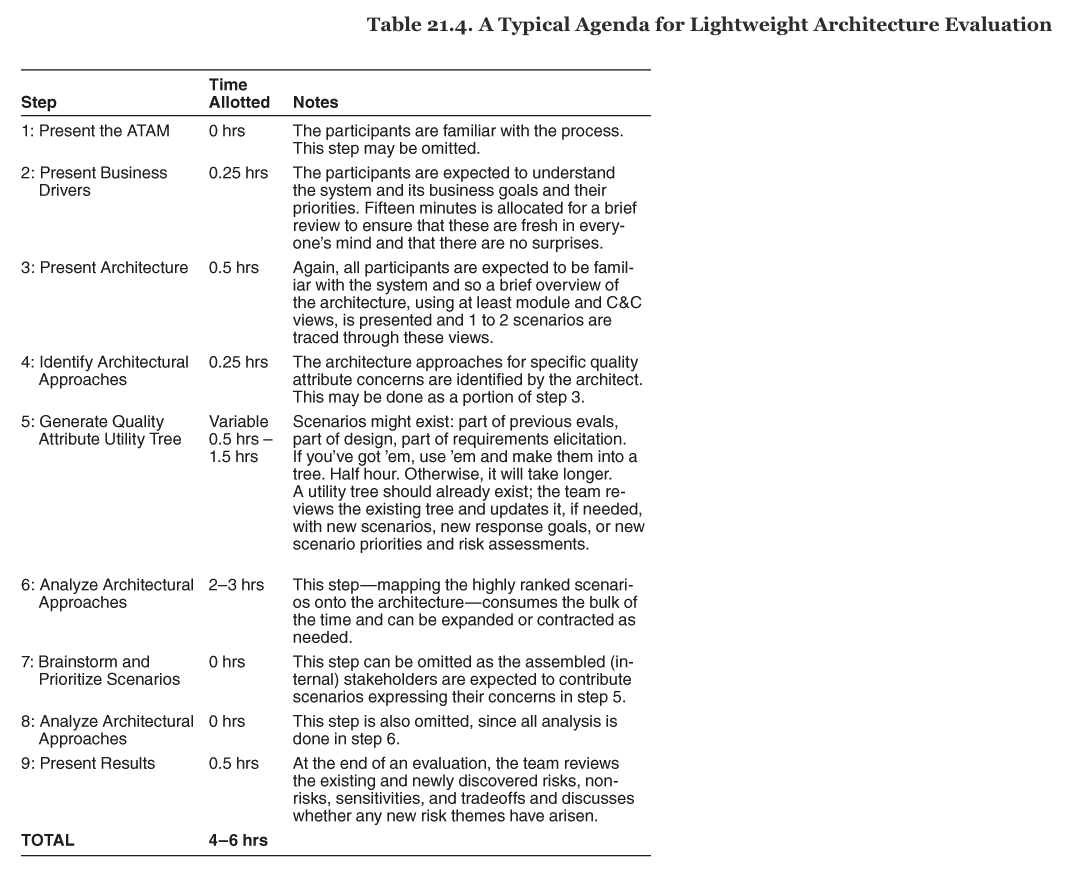 Table 21.4. A Typical Agenda for Lightweight Architecture Evaluation
Step Time Allotted Notes
1: Present the ATAM 0 hrs The participants are familiar with the process.
This step may be omitted.
2: Present Business 0.25 hrs The participants are expected to understand
Drivers the system and its business goals and their
priorities. Fifteen minutes is allocated for a brief
review to ensure that these are fresh in every-
one's mind and that there are no surprises.
3: Present Architecture 0.5 hrs Again, all participants are expected to be famil-
iar with the system and so a brief overview of
the architecture, using at least module and C&C
views, is presented and 1 to 2 scenarios are
traced through these views.
4: Identify Architectural 0.25 hrs The architecture approaches for specific quality
Approaches attribute concerns are identified by the architect.
This may be done as a portion of step 3.
5: Generate Quality Variable Scenarios might exist: part of previous evals,
Attribute Utility Tree 0.5 hrs – part of design, part of requirements elicitation.
1.5 hrs If you've got 'em, use 'em and make them into a
tree. Half hour. Otherwise, it will take longer.
A utility tree should already exist; the team re-
views the existing tree and updates it, if needed,
with new scenarios, new response goals, or new
scenario priorities and risk assessments.
6: Analyze Architectural 2–3 hrs This step—mapping the highly ranked scenari-
Approaches os onto the architecture—consumes the bulk of
the time and can be expanded or contracted as
needed.
7: Brainstorm and 0 hrs This step can be omitted as the assembled (in-
Prioritize Scenarios ternal) stakeholders are expected to contribute
scenarios expressing their concerns in step 5.
8: Analyze Architectural 0 hrs This step is also omitted, since all analysis is
Approaches done in step 6.
9: Present Results 0.5 hrs At the end of an evaluation, the team reviews
the existing and newly discovered risks, non-
risks, sensitivities, and tradeoffs and discusses
whether any new risk themes have arisen.
TOTAL 4–6 hrs